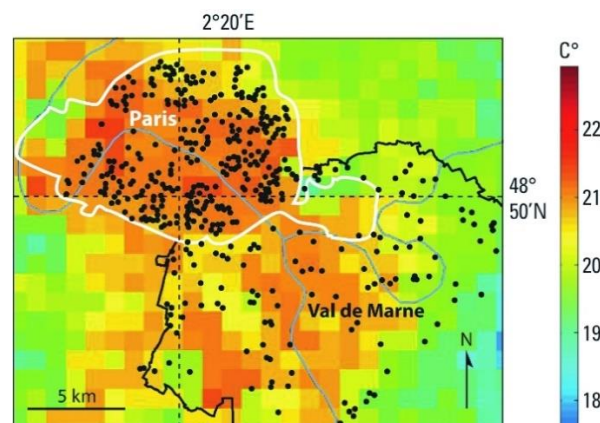 2°20′E
C°
Paris
22
48°
50′N
21
20
Val de Marne
19
N
5 km
18